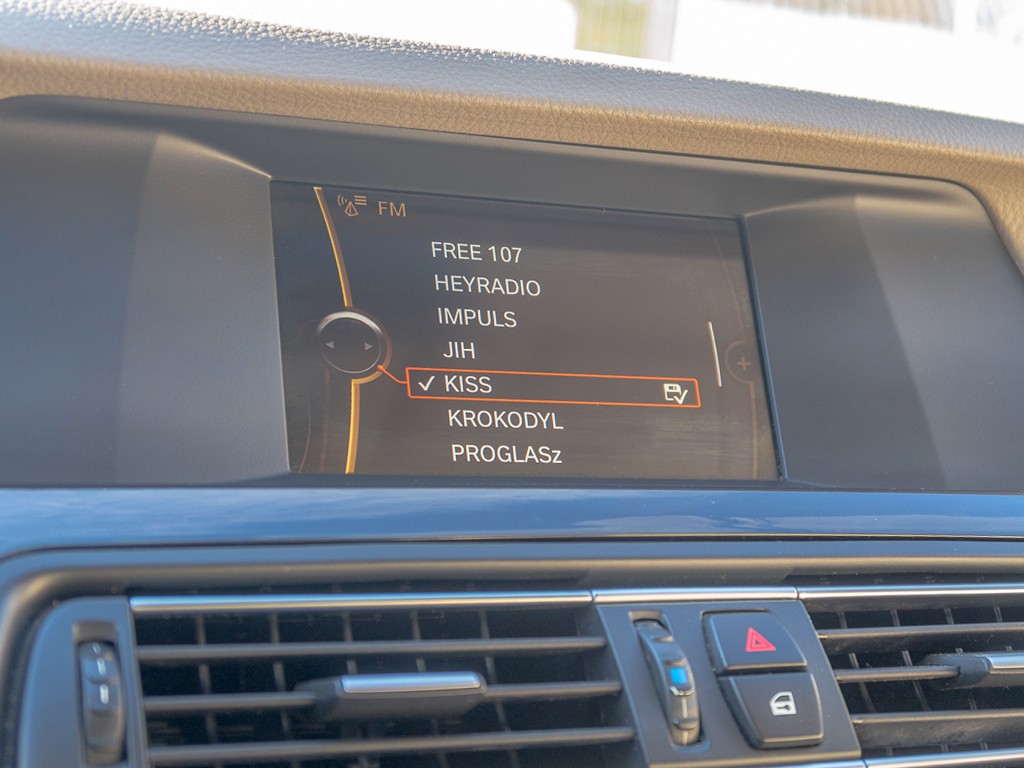 FM
FREE 107
HEYRADIO
IMPULS
JIH
KISS
KROKODYL
PROGLASz